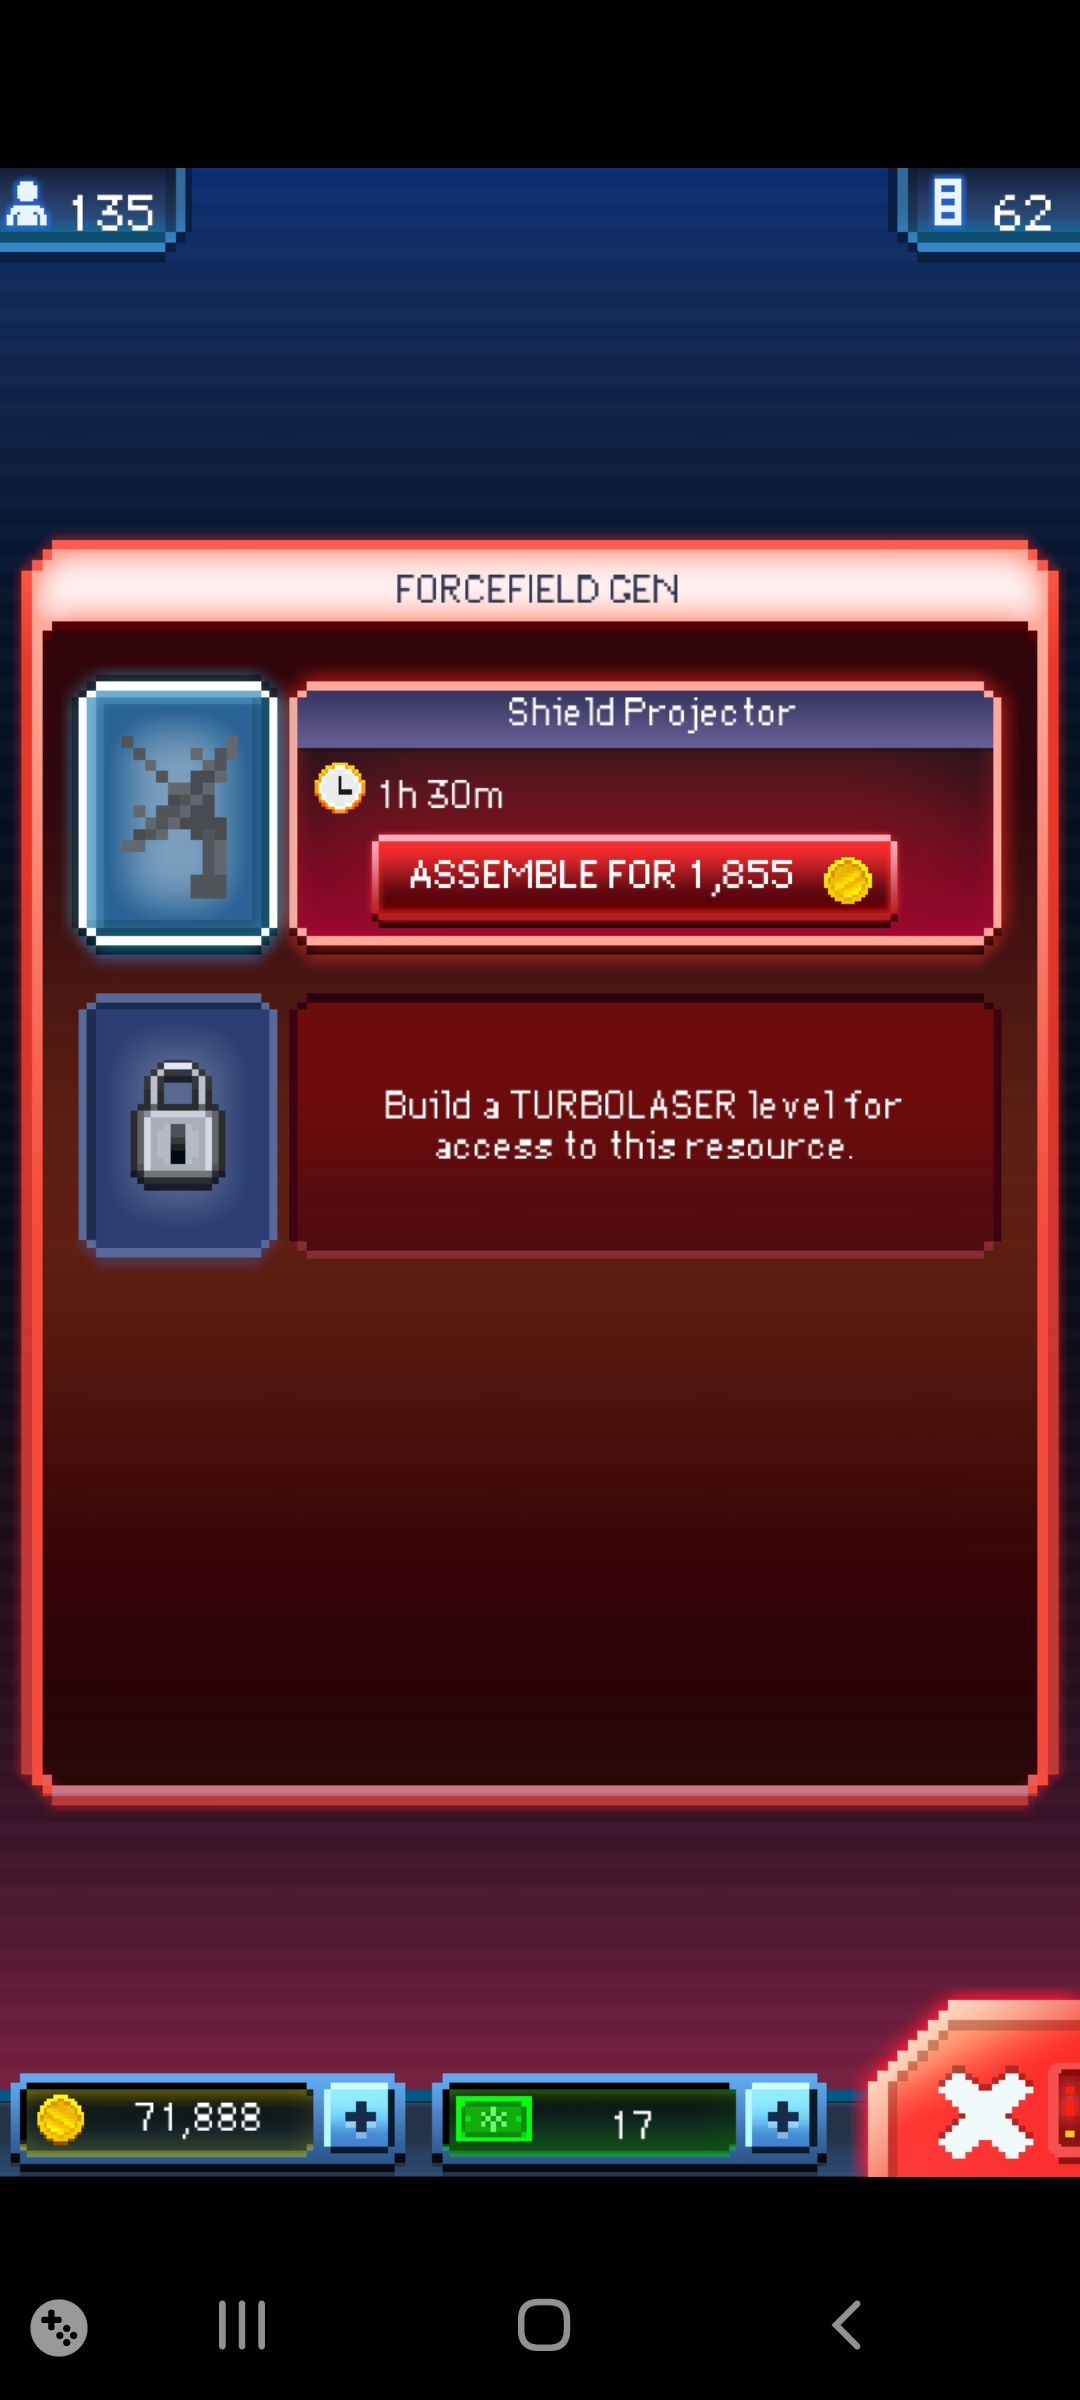 135
62
FORCEFIELD GEN
Shield Projector
1h 30m
ASSEMBLE FOR 1,855
Build a TURBOLASER level for
access to this resource.
71,888
17